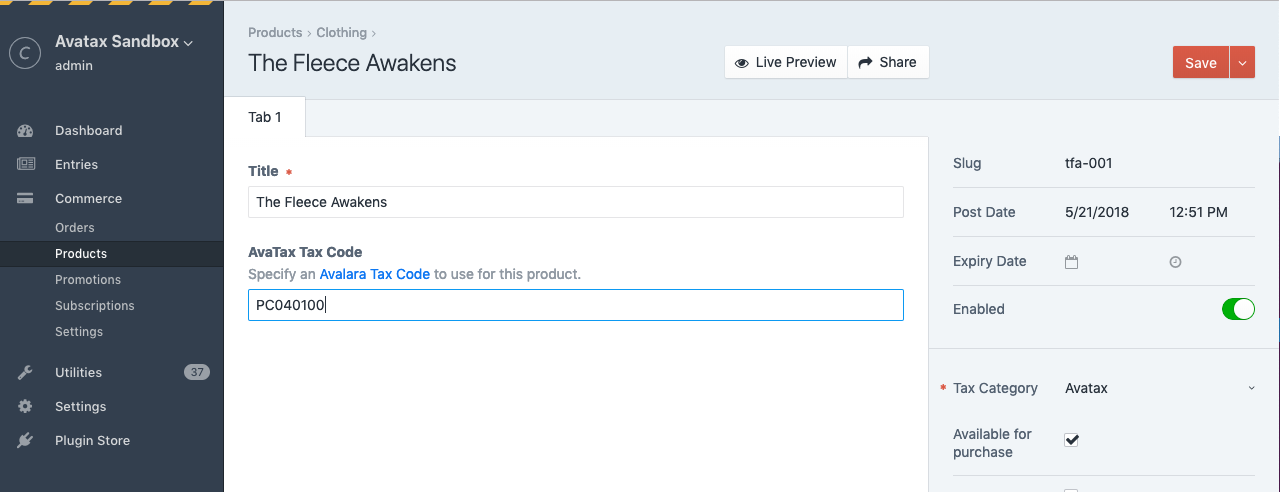 C
Avatax Sandbox
admin
Dashboard
Entries
Commerce
Orders
Products
Promotions
Subscriptions
Settings
Utilities 37
Settings
Plugin Store
Products › Clothing ›
The Fleece Awakens
Live Preview
Share
Save
Tab 1
Title *
The Fleece Awakens
AvaTax Tax Code
Specify an Avalara Tax Code to use for this product.
PC040100
Slug tfa-001
Post Date 5/21/2018 12:51 PM
Expiry Date
Enabled
* Tax Category Avatax
Available for
purchase